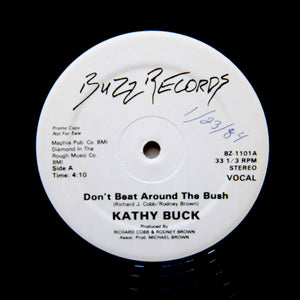 Buzz Records
1/23/84
Promo Copy
Not For Sale
Maphie Pub. Co. BMI
Diamond In The
Rough Music Co.
BMI
Side A
Time: 4:10
BZ-1101A
33 1/3 RPM
STEREO
VOCAL
Don't Beat Around The Bush
(Richard J. Cobb/Rodney Brown)
KATHY BUCK
Produced By
RICHARD COBB & RODNEY BROWN
Assoc. Prod. MICHAEL BROWN